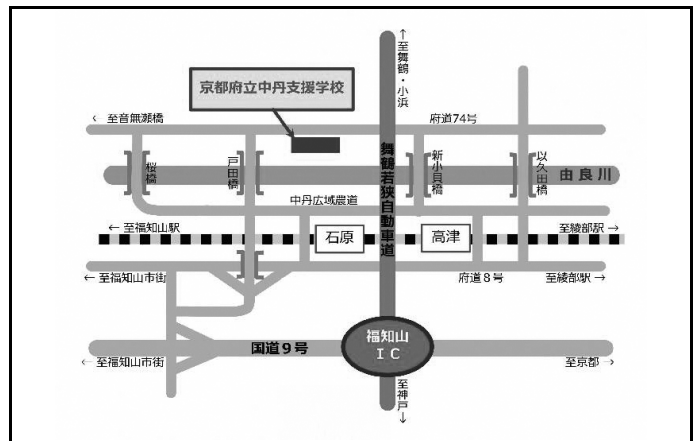 ↑至舞鶴・小浜
京都府立中丹支援学校
← 至音無瀬橋
府道74号
桜橋
戸田橋
舞鶴若狭自動車道
新小貝橋
以久田橋
由良川
中丹広域農道
← 至福知山駅
石原
高津
至綾部駅→
← 至福知山市街
府道8号
至綾部駅→
福知山
IC
国道9号
← 至福知山市街
至京都→
至神戸↓